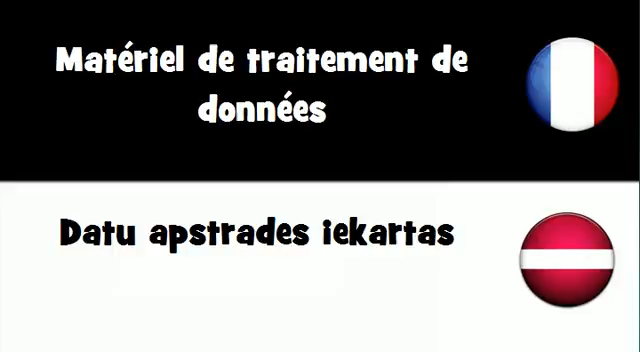 Matériel de traitement de
données
Datu apstrades iekartas